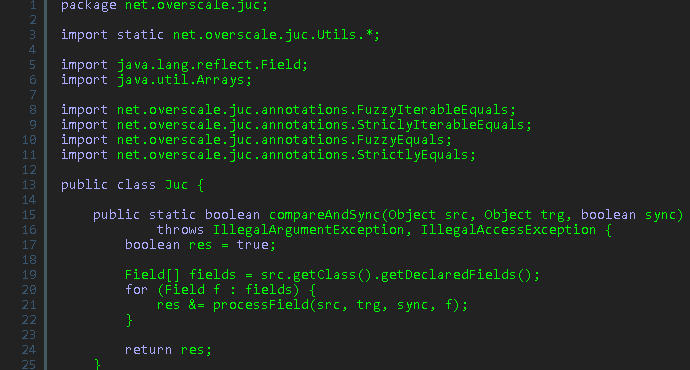 1 package net.overscale.juc;
2
3 import static net.overscale.juc.Utils.*;
4
5 import java.lang.reflect.Field;
6 import java.util.Arrays;
7
8 import net.overscale.juc.annotations.FuzzyIterableEquals;
9 import net.overscale.juc.annotations.StriclyIterableEquals;
10 import net.overscale.juc.annotations.FuzzyEquals;
11 import net.overscale.juc.annotations.StrictlyEquals;
12
13 public class Juc {
14
15     public static boolean compareAndSync(Object src, Object trg, boolean sync)
16             throws IllegalArgumentException, IllegalAccessException {
17         boolean res = true;
18
19         Field[] fields = src.getClass().getDeclaredFields();
20         for (Field f : fields) {
21             res &= processField(src, trg, sync, f);
22         }
23
24         return res;
25     }